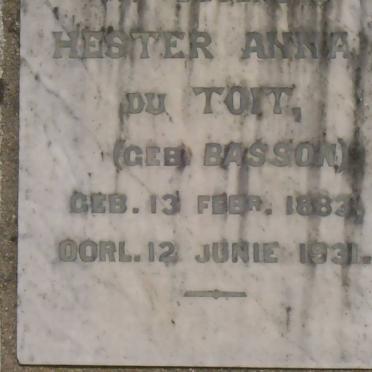 HESTER ANNA
DU TOIT,
(GEB BASSON)
GEB. 13 FEBR. 1883.
OORL. 12 JUNIE 1931.